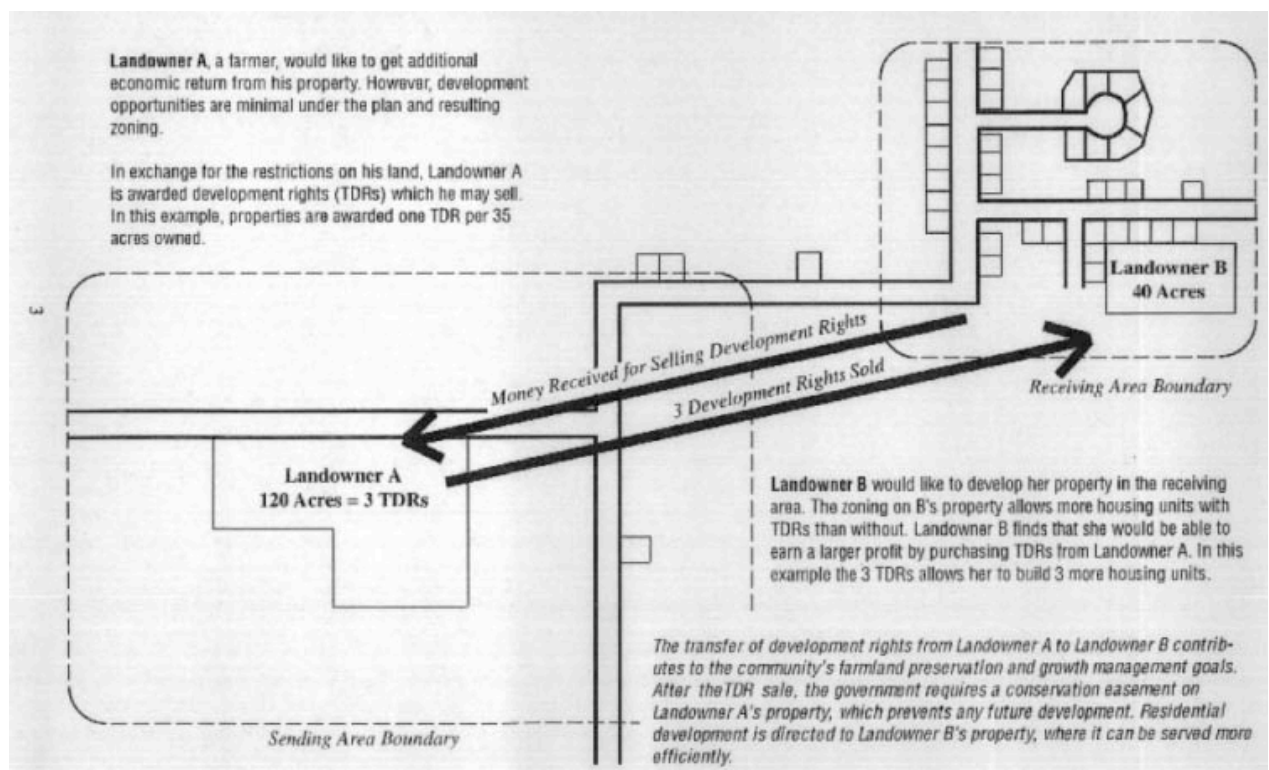 Landowner A, a farmer, would like to get additional
economic return from his property. However, development
opportunities are minimal under the plan and resulting
zoning.
In exchange for the restrictions on his land, Landowner A
is awarded development rights (TDRs) which he may sell.
In this example, properties are awarded one TDR per 35
acres owned.
Landowner B
40 Acres
3
Money Received for Selling Development Rights
3 Development Rights Sold
Receiving Area Boundary
Landowner A
120 Acres = 3 TDRs
Landowner B would like to develop her property in the receiving
area. The zoning on B's property allows more housing units with
TDRs than without. Landowner B finds that she would be able to
earn a larger profit by purchasing TDRs from Landowner A. In this
example the 3 TDRs allows her to build 3 more housing units.
The transfer of development rights from Landowner A to Landowner B contrib-
utes to the community's farmland preservation and growth management goals.
After theTDR sale, the government requires a conservation easement on
Landowner A's property, which prevents any future development. Residential
development is directed to Landowner B's property, where it can be served more
efficiently.
Sending Area Boundary